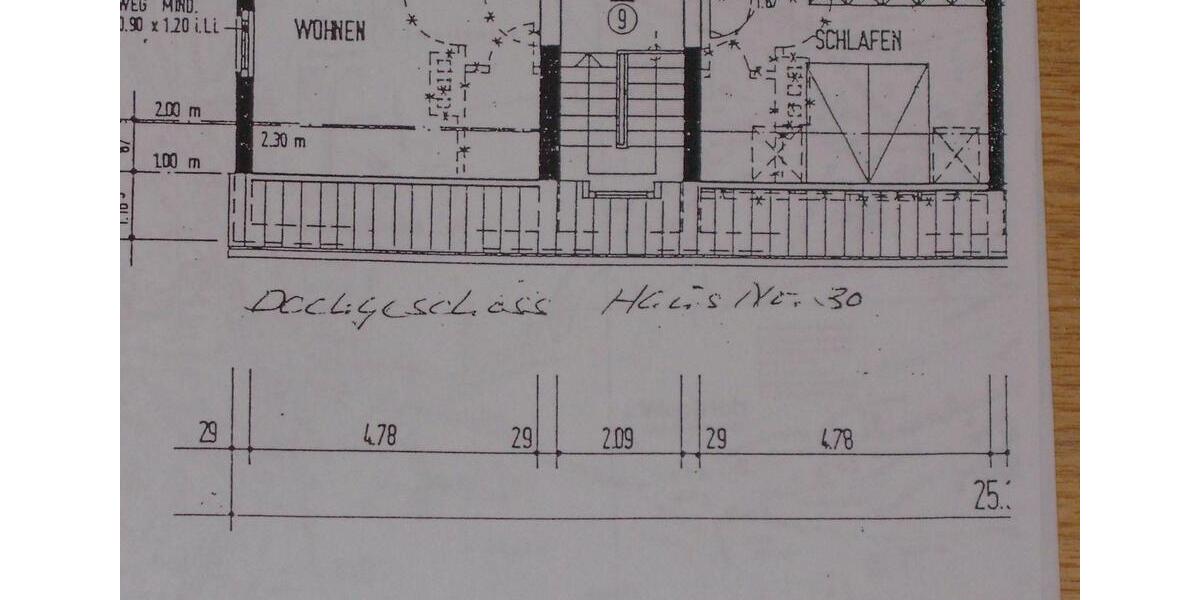 WEG MIND.
0.90 x 1.20 i.Li
WOHNEN
9
SCHLAFEN
2.00 m
2.30 m
1.00 m
Dachgeschoss Haus Nr. 30
29 4.78 29 2.09 29 4.78
25.